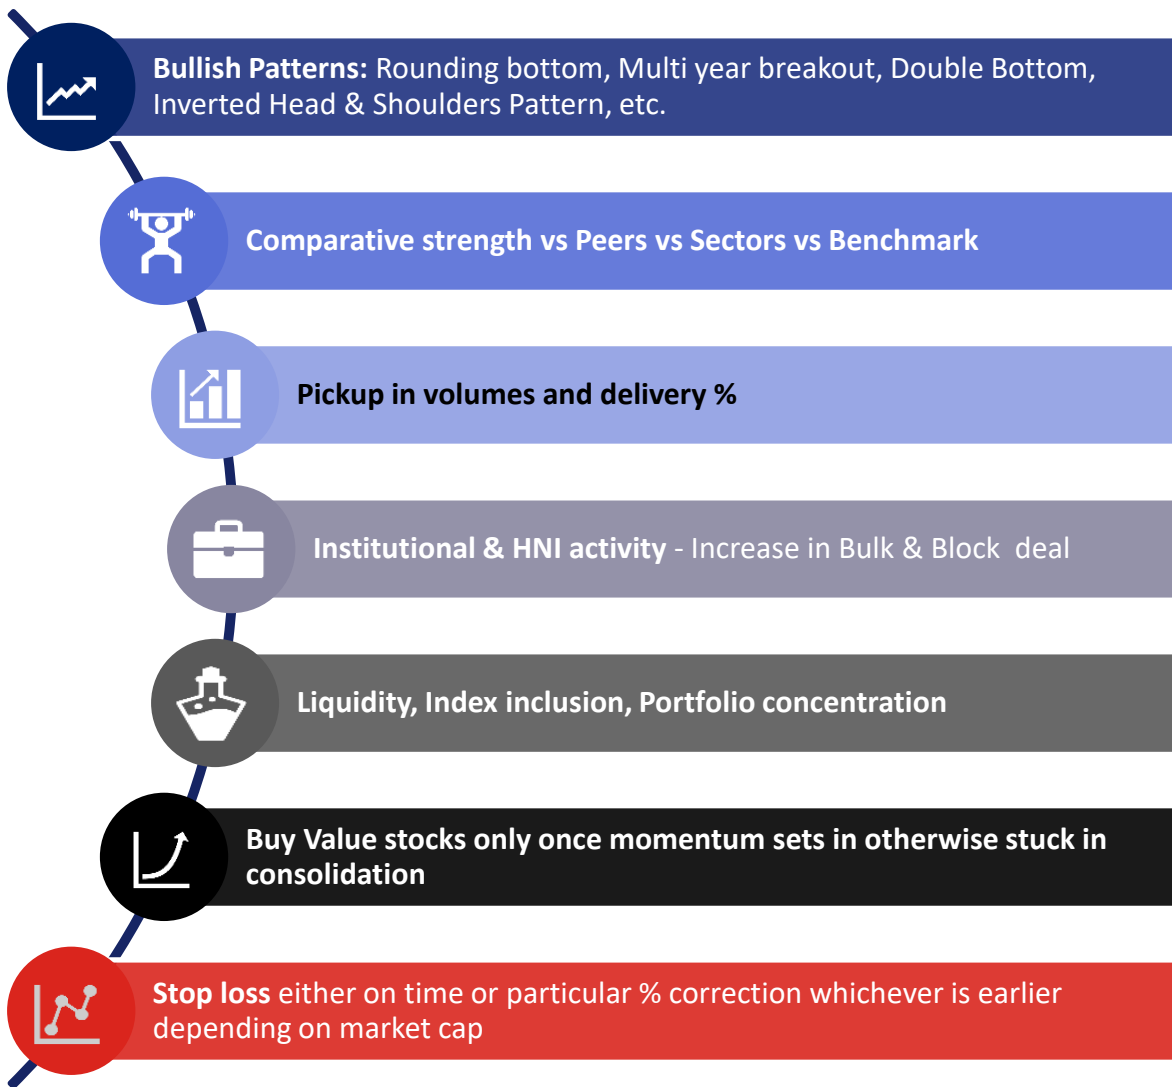 Bullish Patterns: Rounding bottom, Multi year breakout, Double Bottom,
Inverted Head & Shoulders Pattern, etc.
Comparative strength vs Peers vs Sectors vs Benchmark
Pickup in volumes and delivery %
Institutional & HNI activity - Increase in Bulk & Block  deal
Liquidity, Index inclusion, Portfolio concentration
Buy Value stocks only once momentum sets in otherwise stuck in
consolidation
Stop loss either on time or particular % correction whichever is earlier
depending on market cap